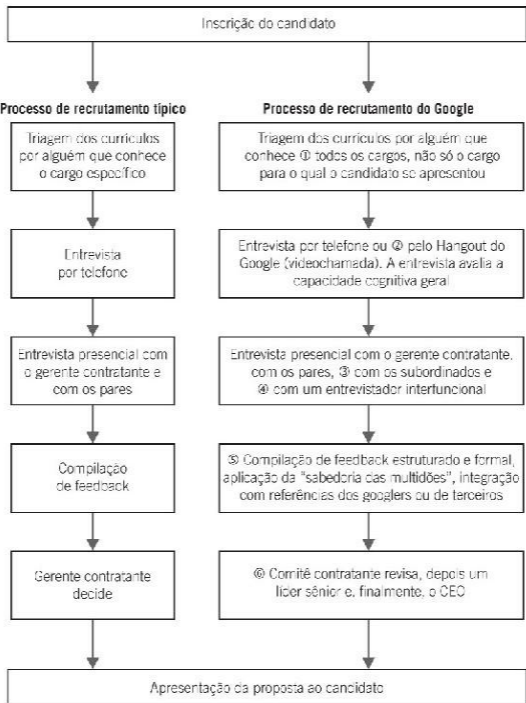 Inscrição do candidato
Processo de recrutamento típico
Triagem dos currículos
por alguém que conhece
o cargo específico
Entrevista
por telefone
Entrevista presencial com
o gerente contratante e
com os pares
Compilação
de feedback
Gerente contratante
decide
Processo de recrutamento do Google
Triagem dos currículos por alguém que
conhece ① todos os cargos, não só o cargo
para o qual o candidato se apresentou
Entrevista por telefone ou ② pelo Hangout do
Google (videochamada). A entrevista avalia a
capacidade cognitiva geral
Entrevista presencial com o gerente contratante,
com os pares, ③ com os subordinados e
④ com um entrevistador interfuncional
⑤ Compilação de feedback estruturado e formal,
aplicação da “sabedoria das multidões”, integração
com referências dos googlers ou de terceiros
⑥ Comitê contratante revisa, depois um
líder sênior e, finalmente, o CEO
Apresentação da proposta ao candidato